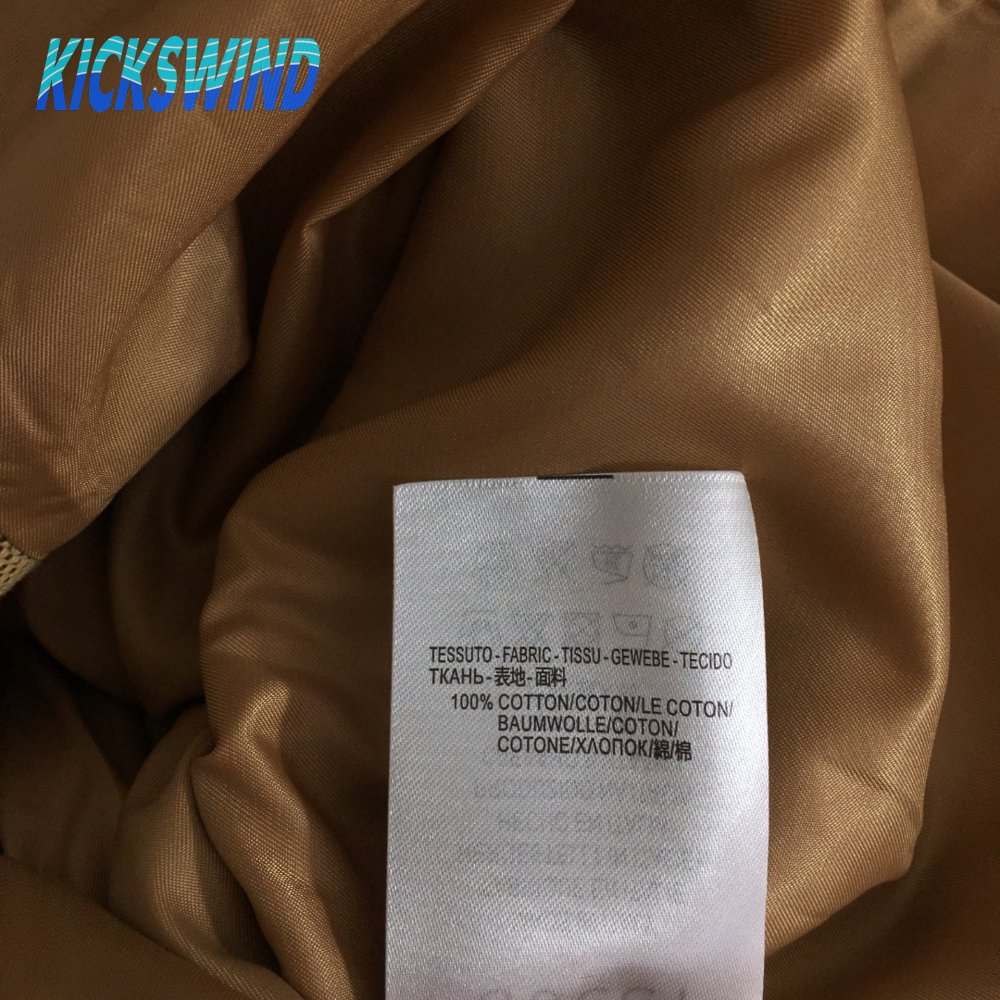 KICKSWIND
TESSUTO - FABRIC - TISSU - GEWEBE - TECIDO
ТКАНЬ - 表地 - 面料
100% COTTON/COTON/LE COTON/
BAUMWOLLE/COTON/
COTONE/ХЛОПОК/綿/棉